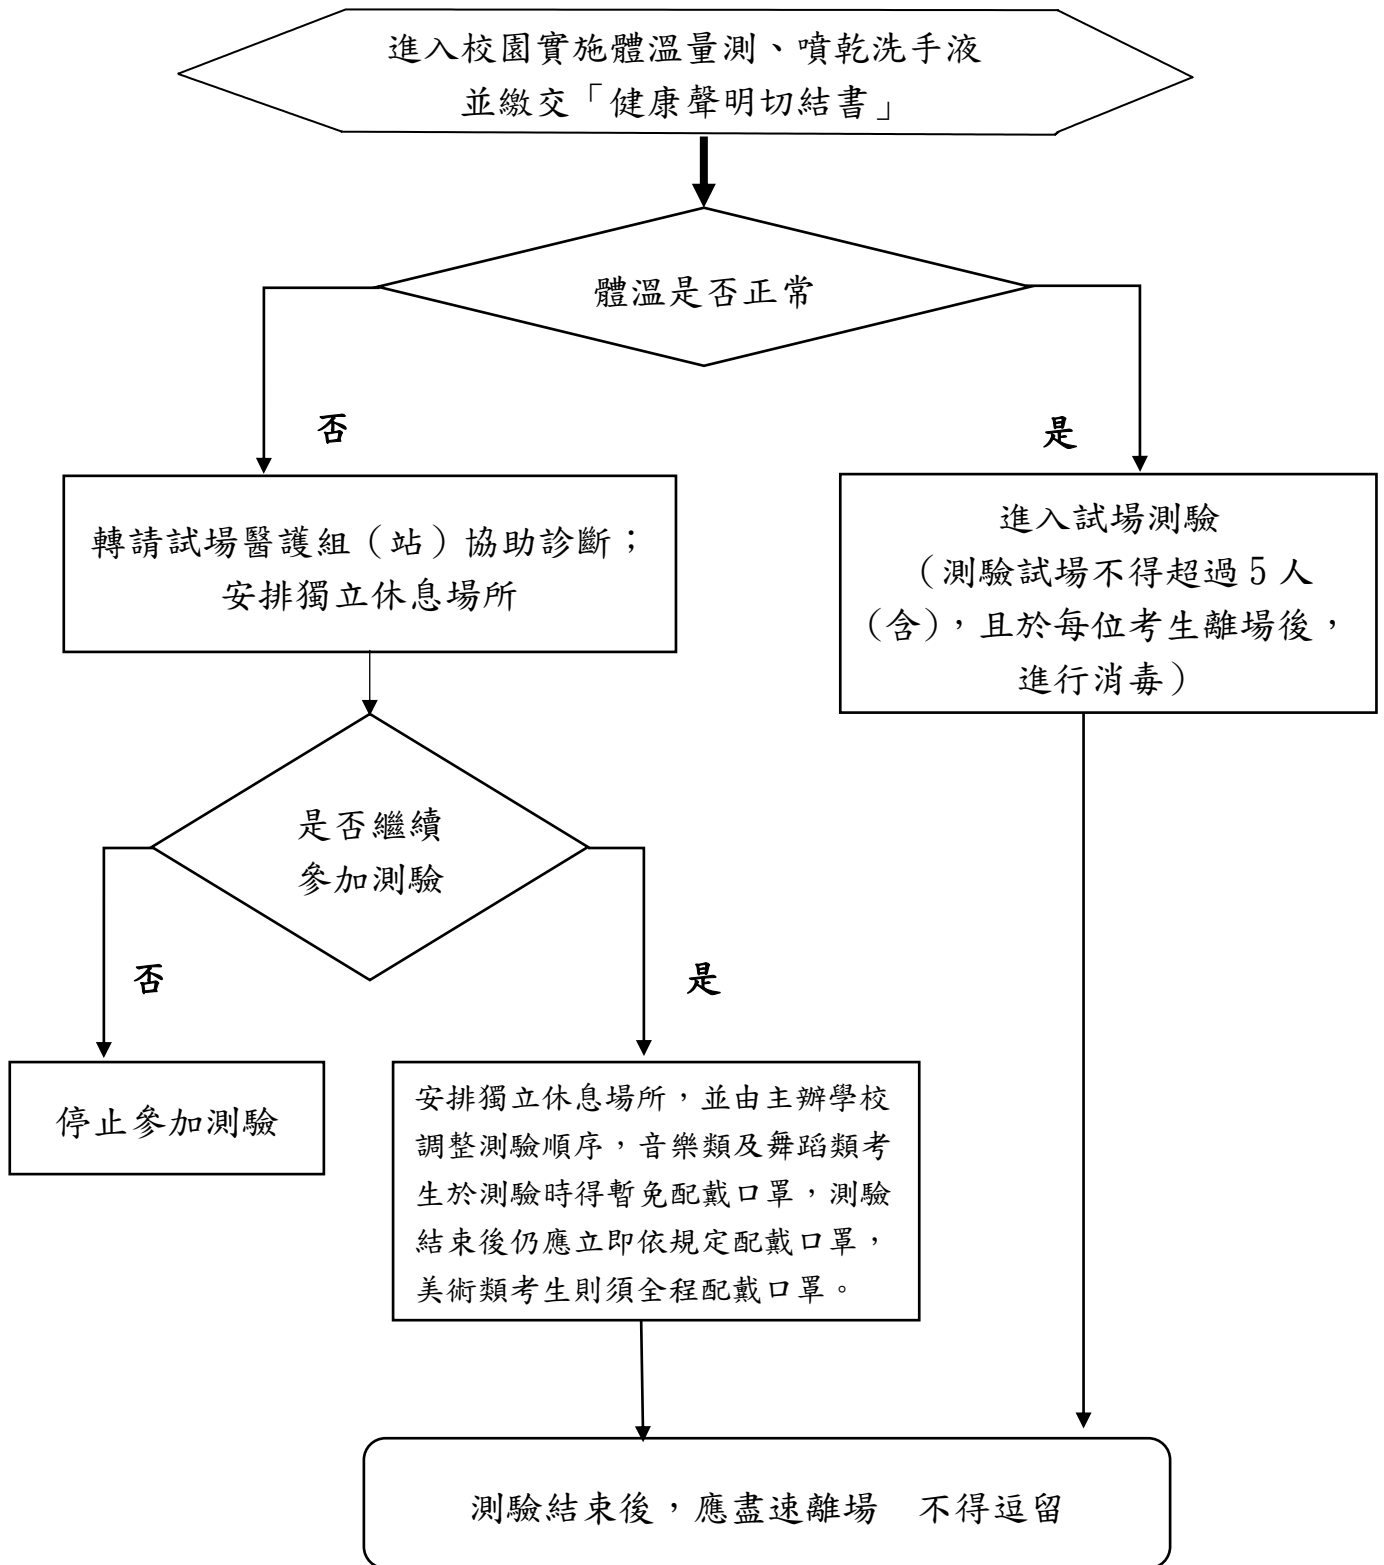 進入校園實施體溫量測、噴乾洗手液
並繳交「健康聲明切結書」
體溫是否正常
否
是
轉請試場醫護組（站）協助診斷；
安排獨立休息場所
進入試場測驗
（測驗試場不得超過 5 人
(含)，且於每位考生離場後，
進行消毒）
是否繼續
參加測驗
否
是
停止參加測驗
安排獨立休息場所，並由主辦學校
調整測驗順序，音樂類及舞蹈類考
生於測驗時得暫免配戴口罩，測驗
結束後仍應立即依規定配戴口罩，
美術類考生則須全程配戴口罩。
測驗結束後，應盡速離場　不得逗留